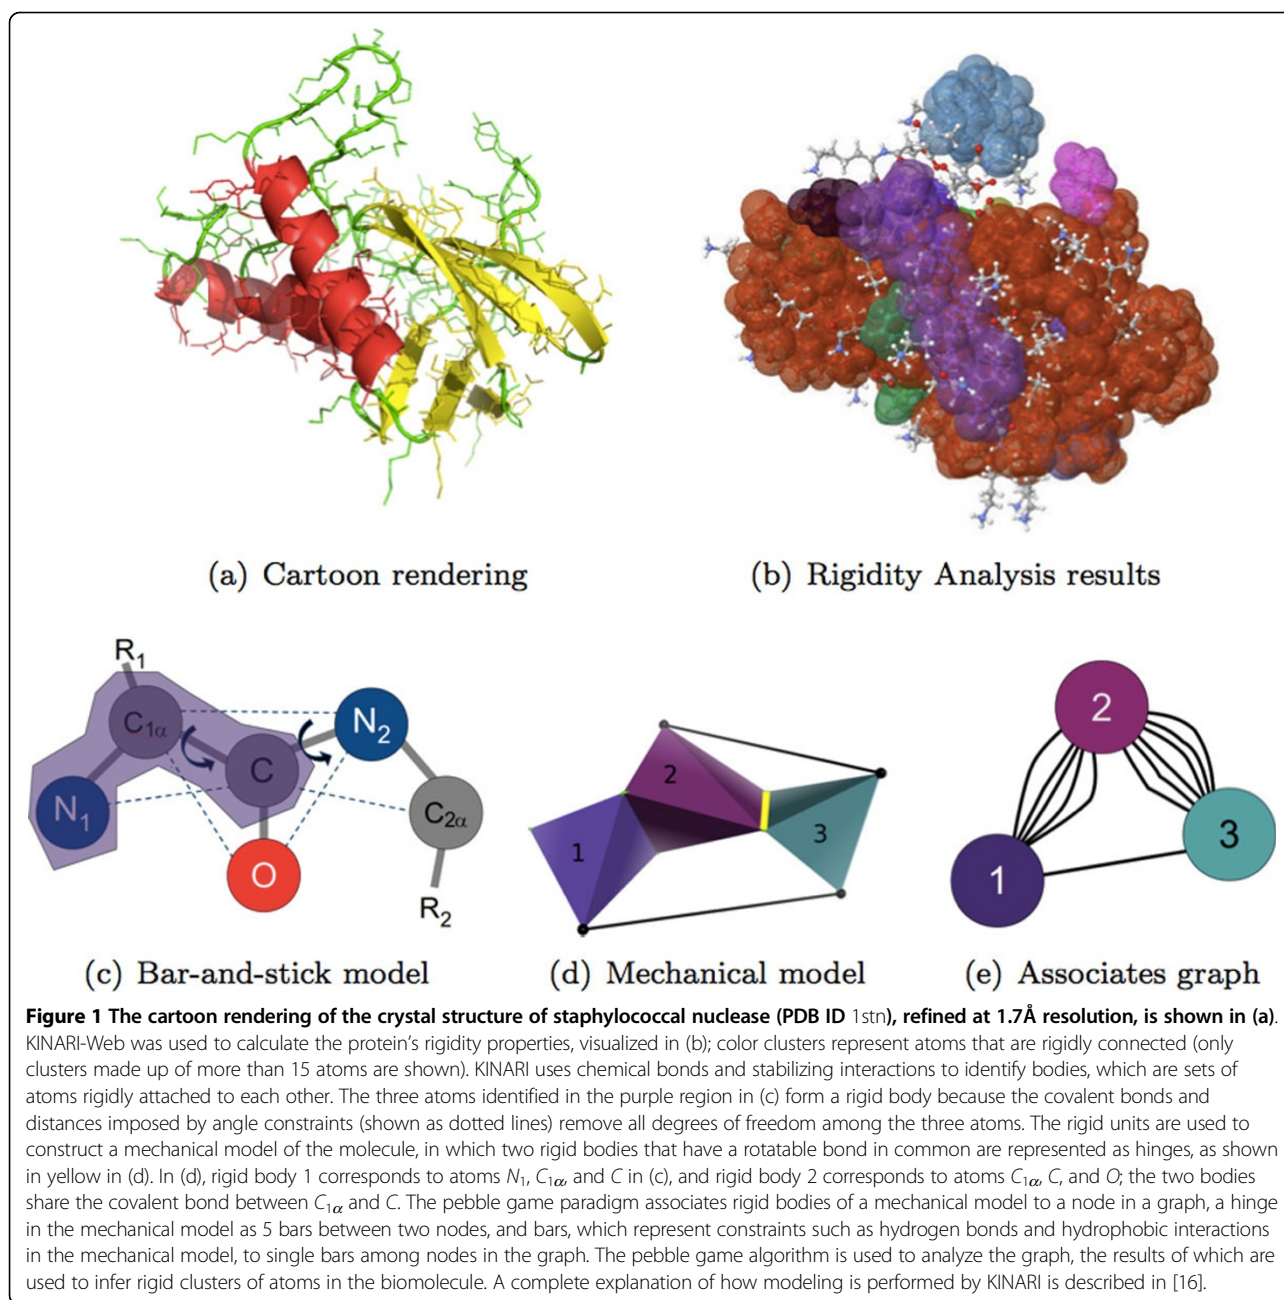 (a) Cartoon rendering
(b) Rigidity Analysis results
R1
C1α
N2
C
N1
C2α
O
R2
2
3
1
2
3
1
(c) Bar-and-stick model
(d) Mechanical model
(e) Associates graph
Figure 1 The cartoon rendering of the crystal structure of staphylococcal nuclease (PDB ID 1stn), refined at 1.7Å resolution, is shown in (a).
KINARI-Web was used to calculate the protein's rigidity properties, visualized in (b); color clusters represent atoms that are rigidly connected (only
clusters made up of more than 15 atoms are shown). KINARI uses chemical bonds and stabilizing interactions to identify bodies, which are sets of
atoms rigidly attached to each other. The three atoms identified in the purple region in (c) form a rigid body because the covalent bonds and
distances imposed by angle constraints (shown as dotted lines) remove all degrees of freedom among the three atoms. The rigid units are used to
construct a mechanical model of the molecule, in which two rigid bodies that have a rotatable bond in common are represented as hinges, as shown
in yellow in (d). In (d), rigid body 1 corresponds to atoms N1, C1α, and C in (c), and rigid body 2 corresponds to atoms C1α, C, and O; the two bodies
share the covalent bond between C1α and C. The pebble game paradigm associates rigid bodies of a mechanical model to a node in a graph, a hinge
in the mechanical model as 5 bars between two nodes, and bars, which represent constraints such as hydrogen bonds and hydrophobic interactions
in the mechanical model, to single bars among nodes in the graph. The pebble game algorithm is used to analyze the graph, the results of which are
used to infer rigid clusters of atoms in the biomolecule. A complete explanation of how modeling is performed by KINARI is described in [16].